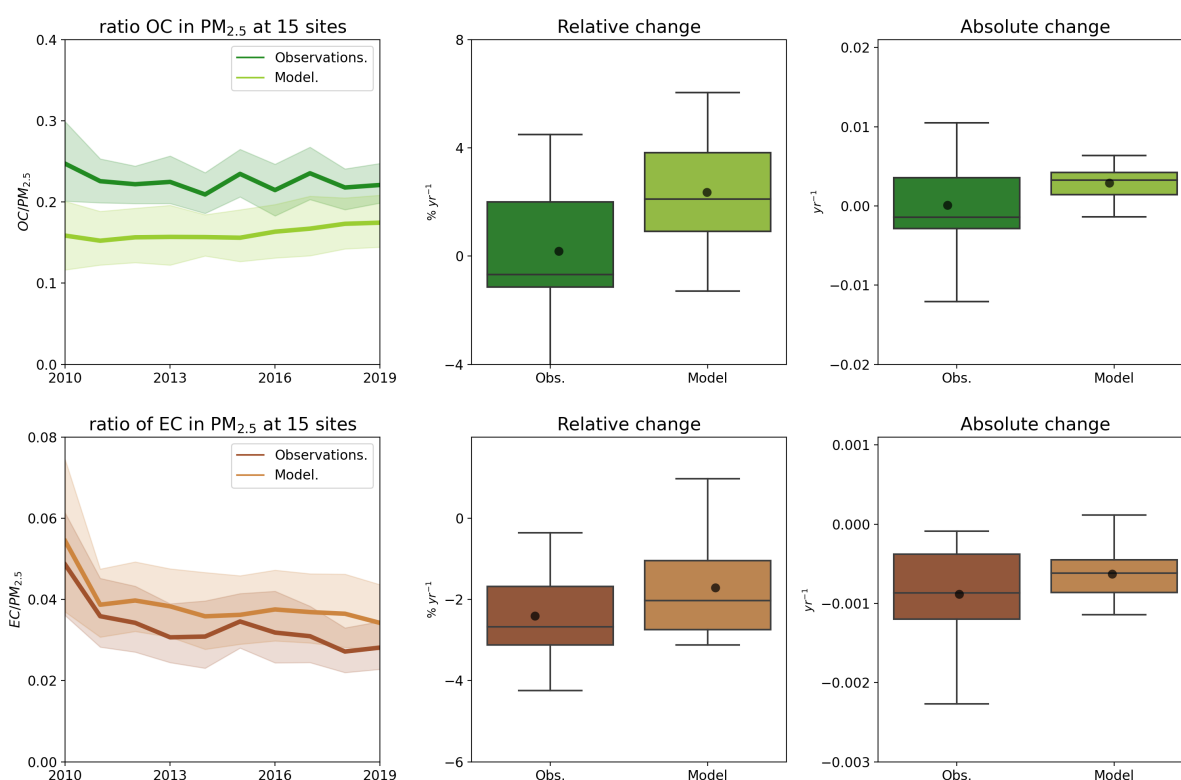 ratio OC in PM2.5 at 15 sites
Relative change
Absolute change
OC/PM2.5
0.4
0.3
0.2
0.1
0.0
Observations.
Model.
2010
2013
2016
2019
% yr−1
8
4
0
−4
Obs.
Model
yr−1
0.02
0.01
0.00
−0.01
−0.02
Obs.
Model
ratio of EC in PM2.5 at 15 sites
Relative change
Absolute change
EC/PM2.5
0.08
0.06
0.04
0.02
0.00
Observations.
Model.
2010
2013
2016
2019
% yr−1
0
−2
−4
−6
Obs.
Model
yr−1
0.001
0.000
−0.001
−0.002
−0.003
Obs.
Model